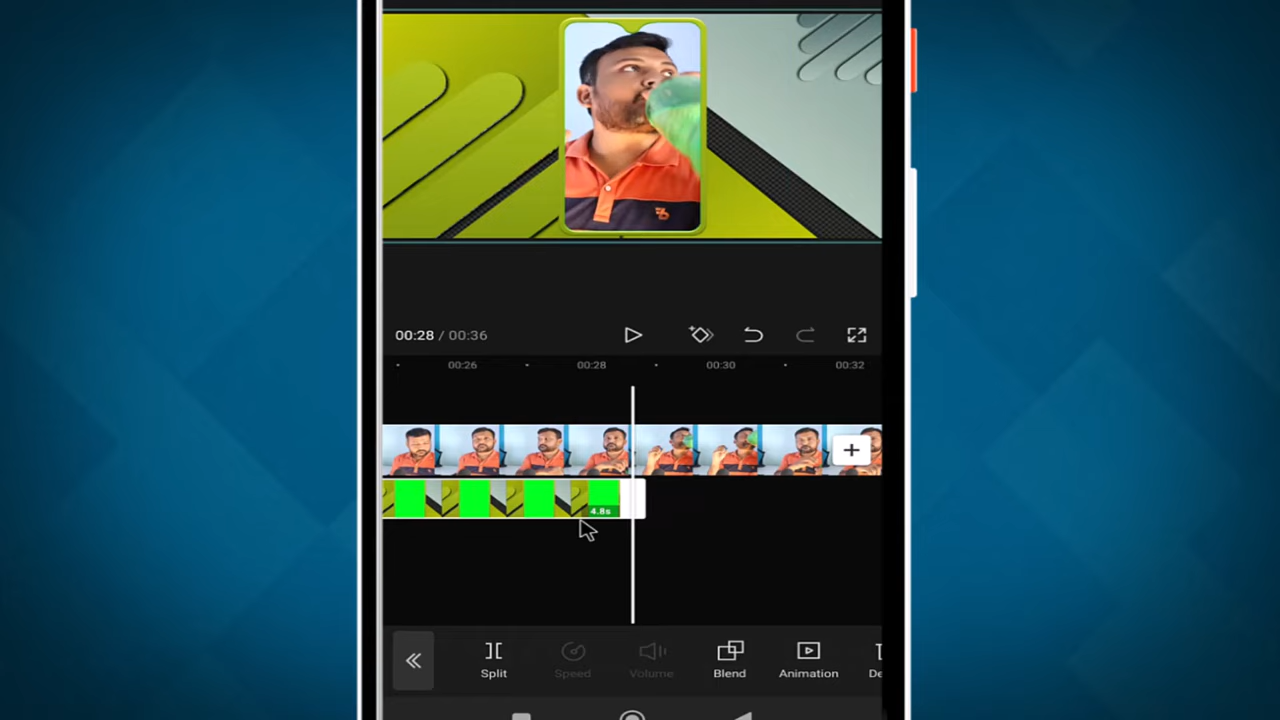 00:28 / 00:36
00:26
00:28
00:30
00:32
4.8s
Split
Speed
Volume
Blend
Animation
De